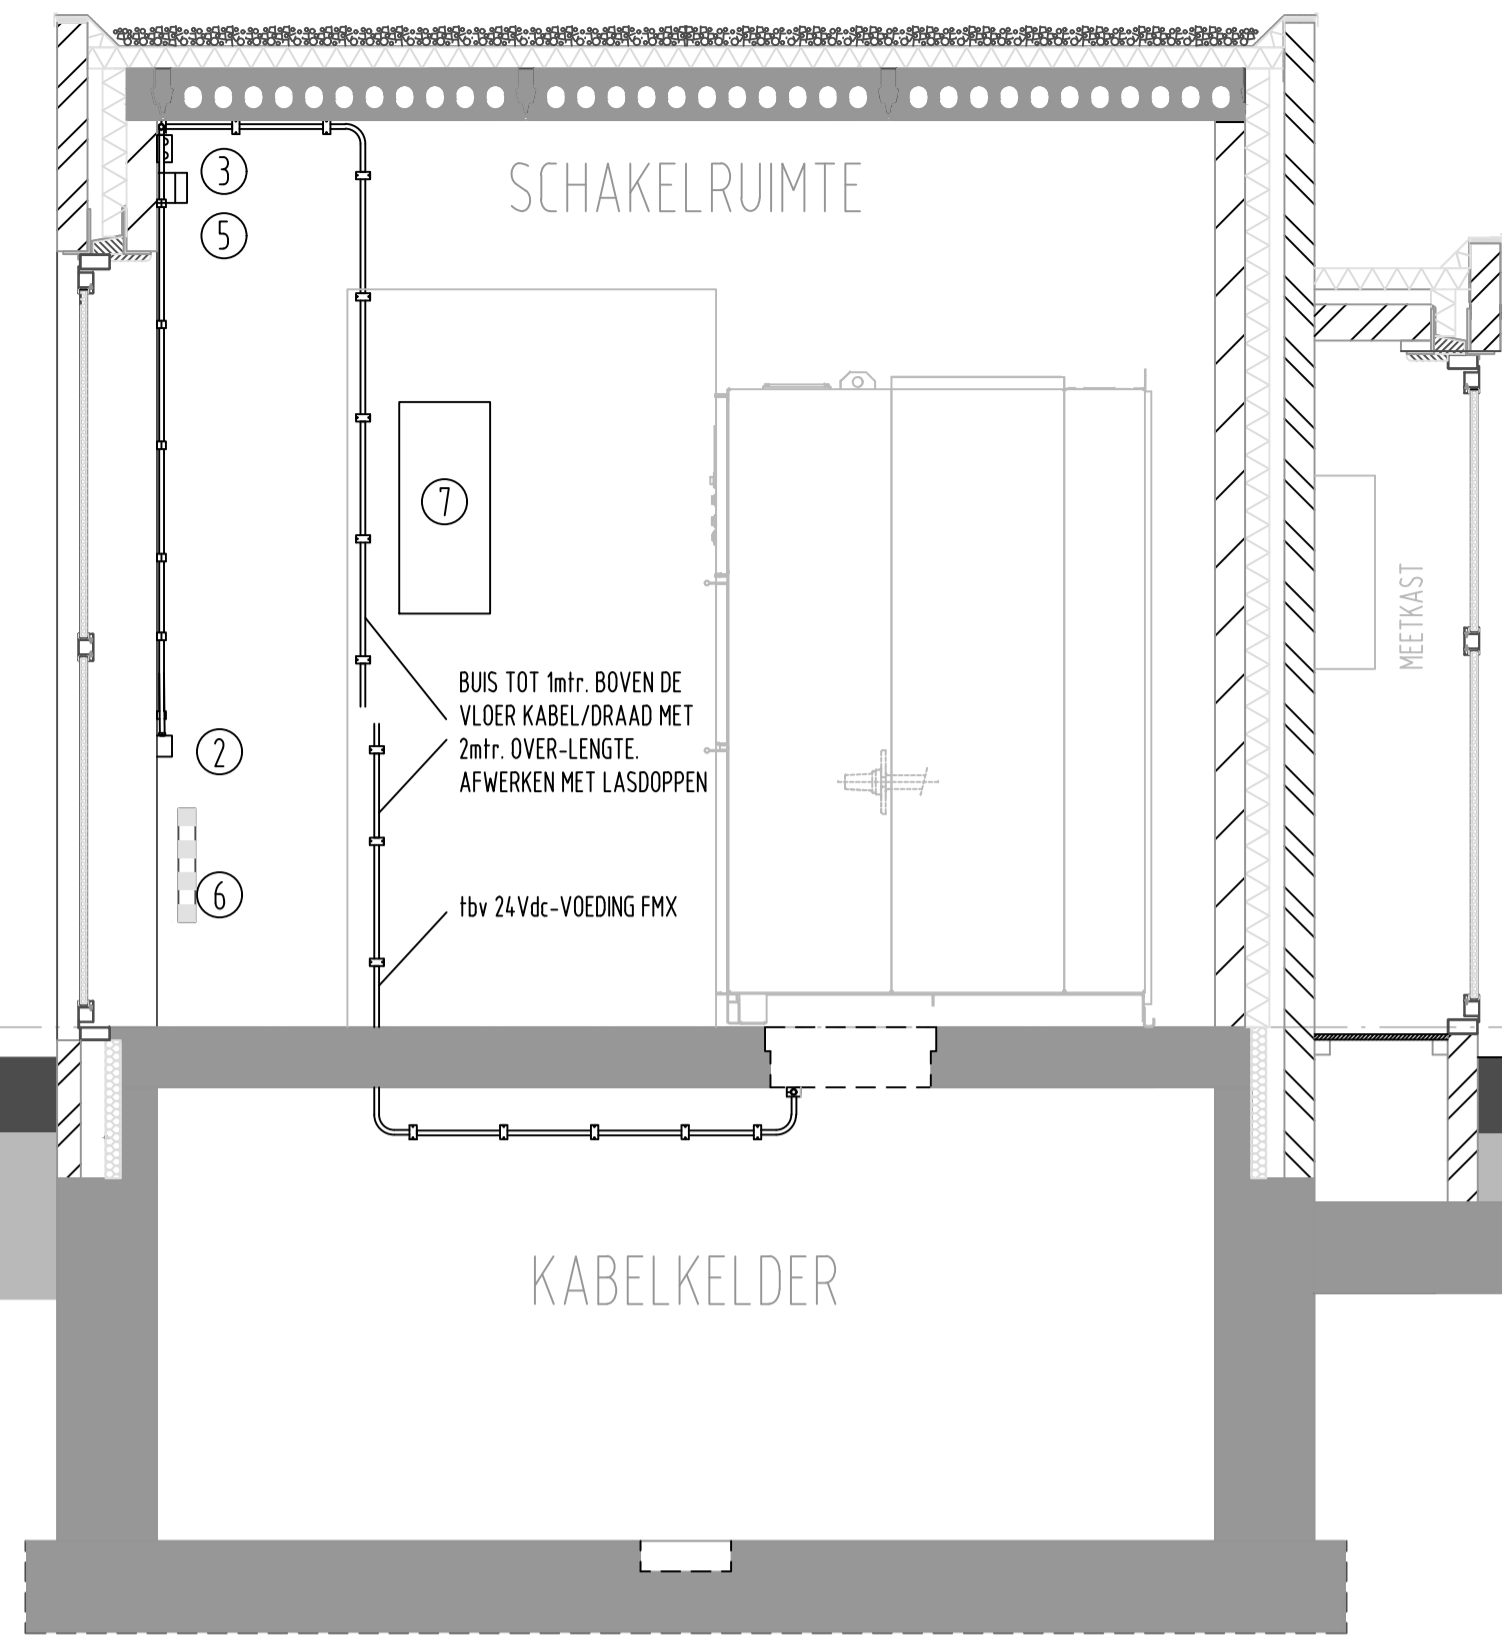 SCHAKELRUIMTE
3
5
7
MEETKAST
BUIS TOT 1mtr. BOVEN DE
VLOER KABEL/DRAAD MET
2mtr. OVER-LENGTE.
AFWERKEN MET LASDOPPEN
2
6
tbv 24Vdc-VOEDING FMX
KABELKELDER